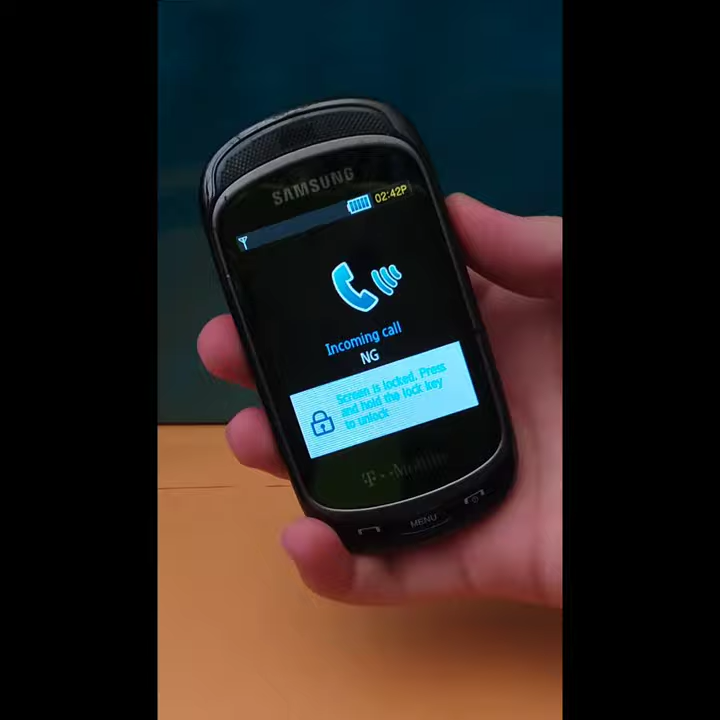 SAMSUNG
02:42P
Incoming call
NG
Screen is locked. Press
and hold the lock key
to unlock
T··Mobile
MENU